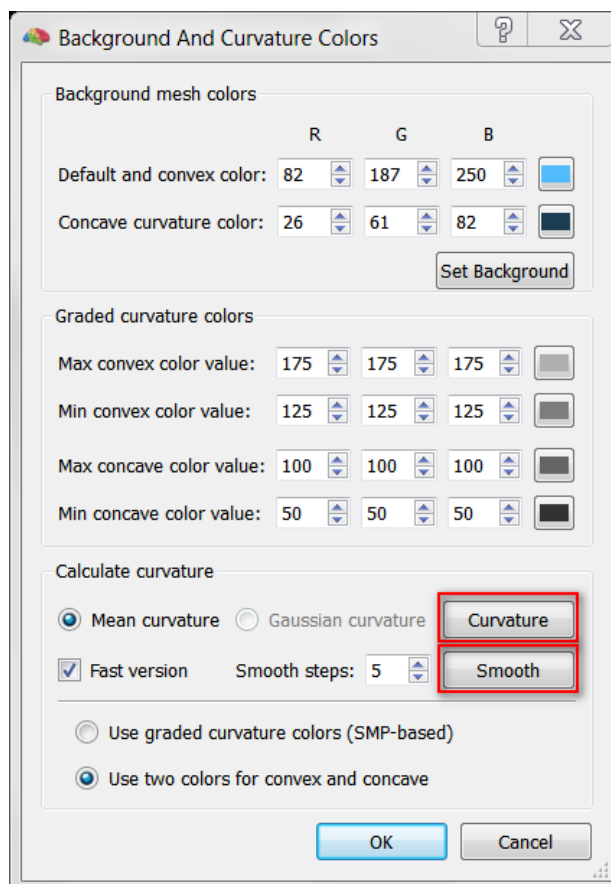 Background And Curvature Colors
Background mesh colors
R G B
Default and convex color: 82 187 250
Concave curvature color: 26 61 82
Set Background
Graded curvature colors
Max convex color value: 175 175 175
Min convex color value: 125 125 125
Max concave color value: 100 100 100
Min concave color value: 50 50 50
Calculate curvature
Mean curvature Gaussian curvature Curvature
Fast version Smooth steps: 5 Smooth
Use graded curvature colors (SMP-based)
Use two colors for convex and concave
OK Cancel